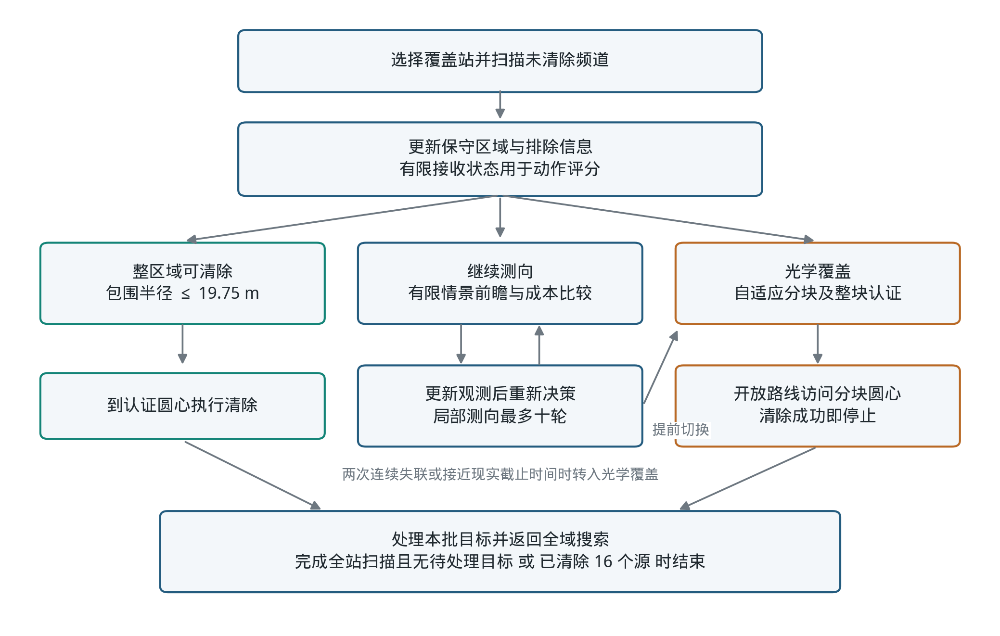 选择覆盖站并扫描未清除频道
更新保守区域与排除信息
有限接收状态用于动作评分
整区域可清除
包围半径 ≤ 19.75 m
继续测向
有限情景前瞻与成本比较
光学覆盖
自适应分块及整块认证
到认证圆心执行清除
更新观测后重新决策
局部测向最多十轮
提前切换
开放路线访问分块圆心
清除成功即停止
两次连续失联或接近现实截止时间时转入光学覆盖
处理本批目标并返回全域搜索
完成全站扫描且无待处理目标 或 已清除 16 个源 时结束